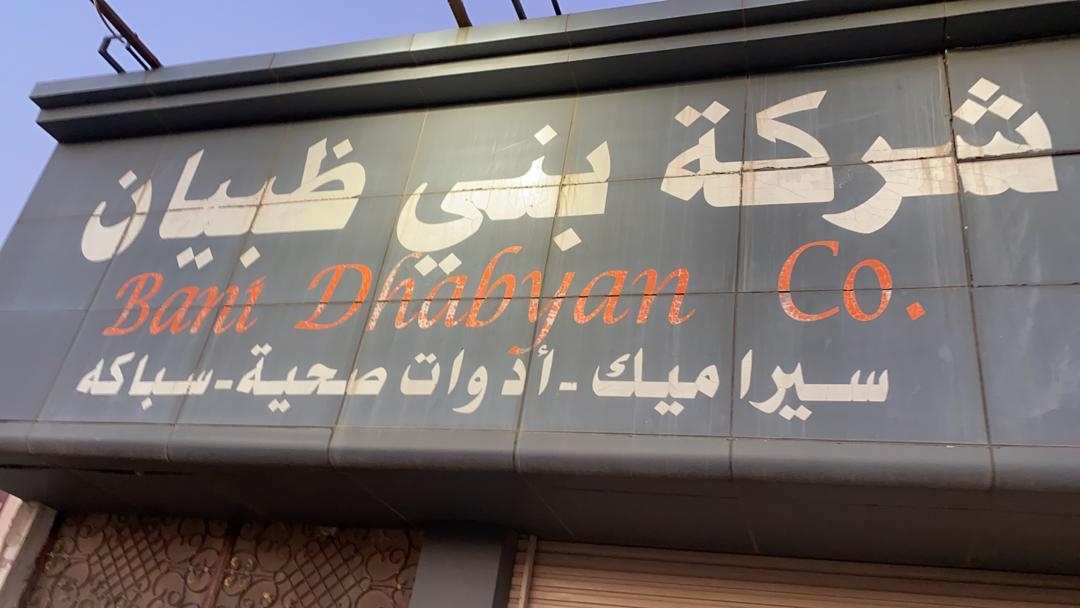 شركة بني ظبيان
Bani Dhabyan Co.
سيراميك - أدوات صحية - سباكه